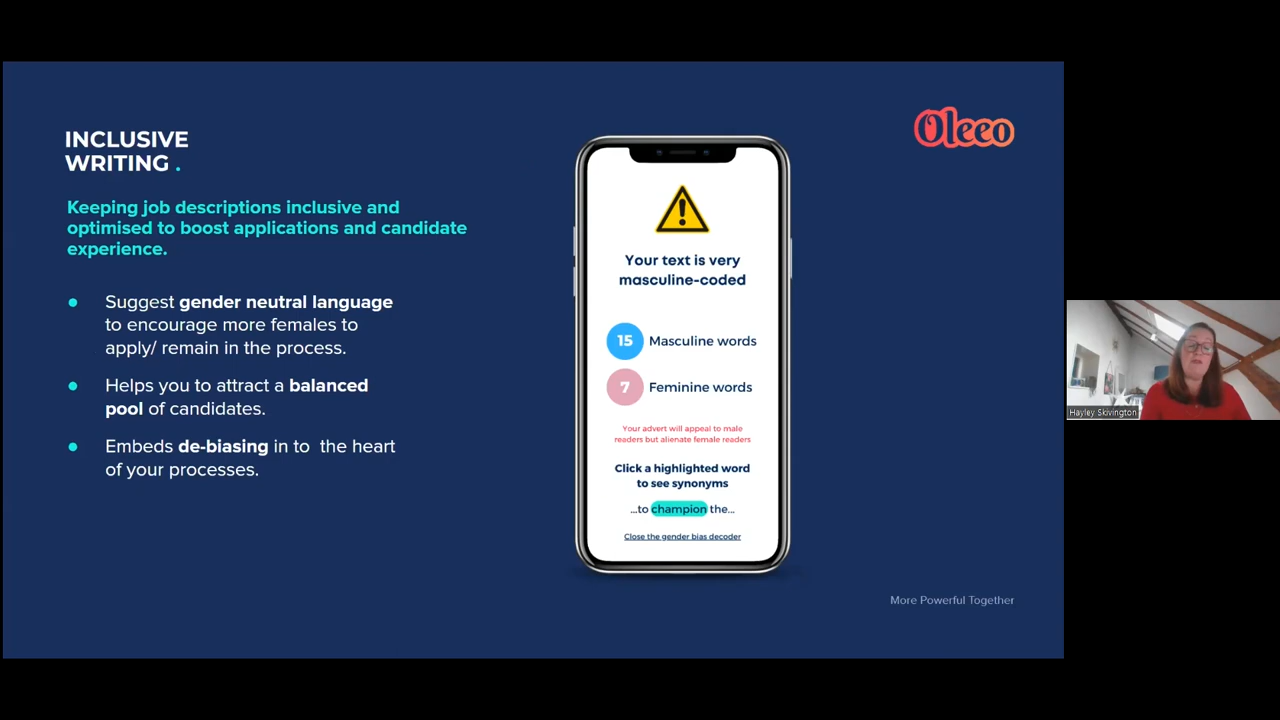 INCLUSIVE
WRITING .
Keeping job descriptions inclusive and
optimised to boost applications and candidate
experience.
Suggest gender neutral language
to encourage more females to
apply/ remain in the process.
Helps you to attract a balanced
pool of candidates.
Embeds de-biasing in to  the heart
of your processes.
Oleeo
Your text is very
masculine-coded
15 Masculine words
7 Feminine words
Your advert will appeal to male
readers but alienate female readers
Click a highlighted word
to see synonyms
...to champion the...
Close the gender bias decoder
More Powerful Together
Hayley Skivington